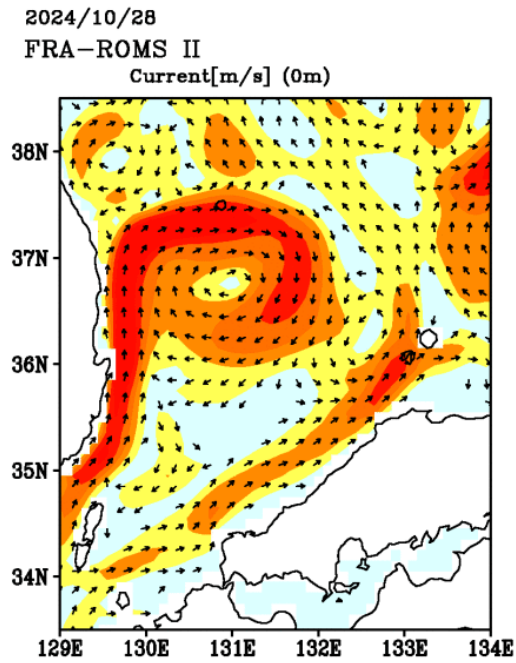 2024/10/28
FRA-ROMS II
Current[m/s] (0m)
38N
37N
36N
35N
34N
129E 130E 131E 132E 133E 134E